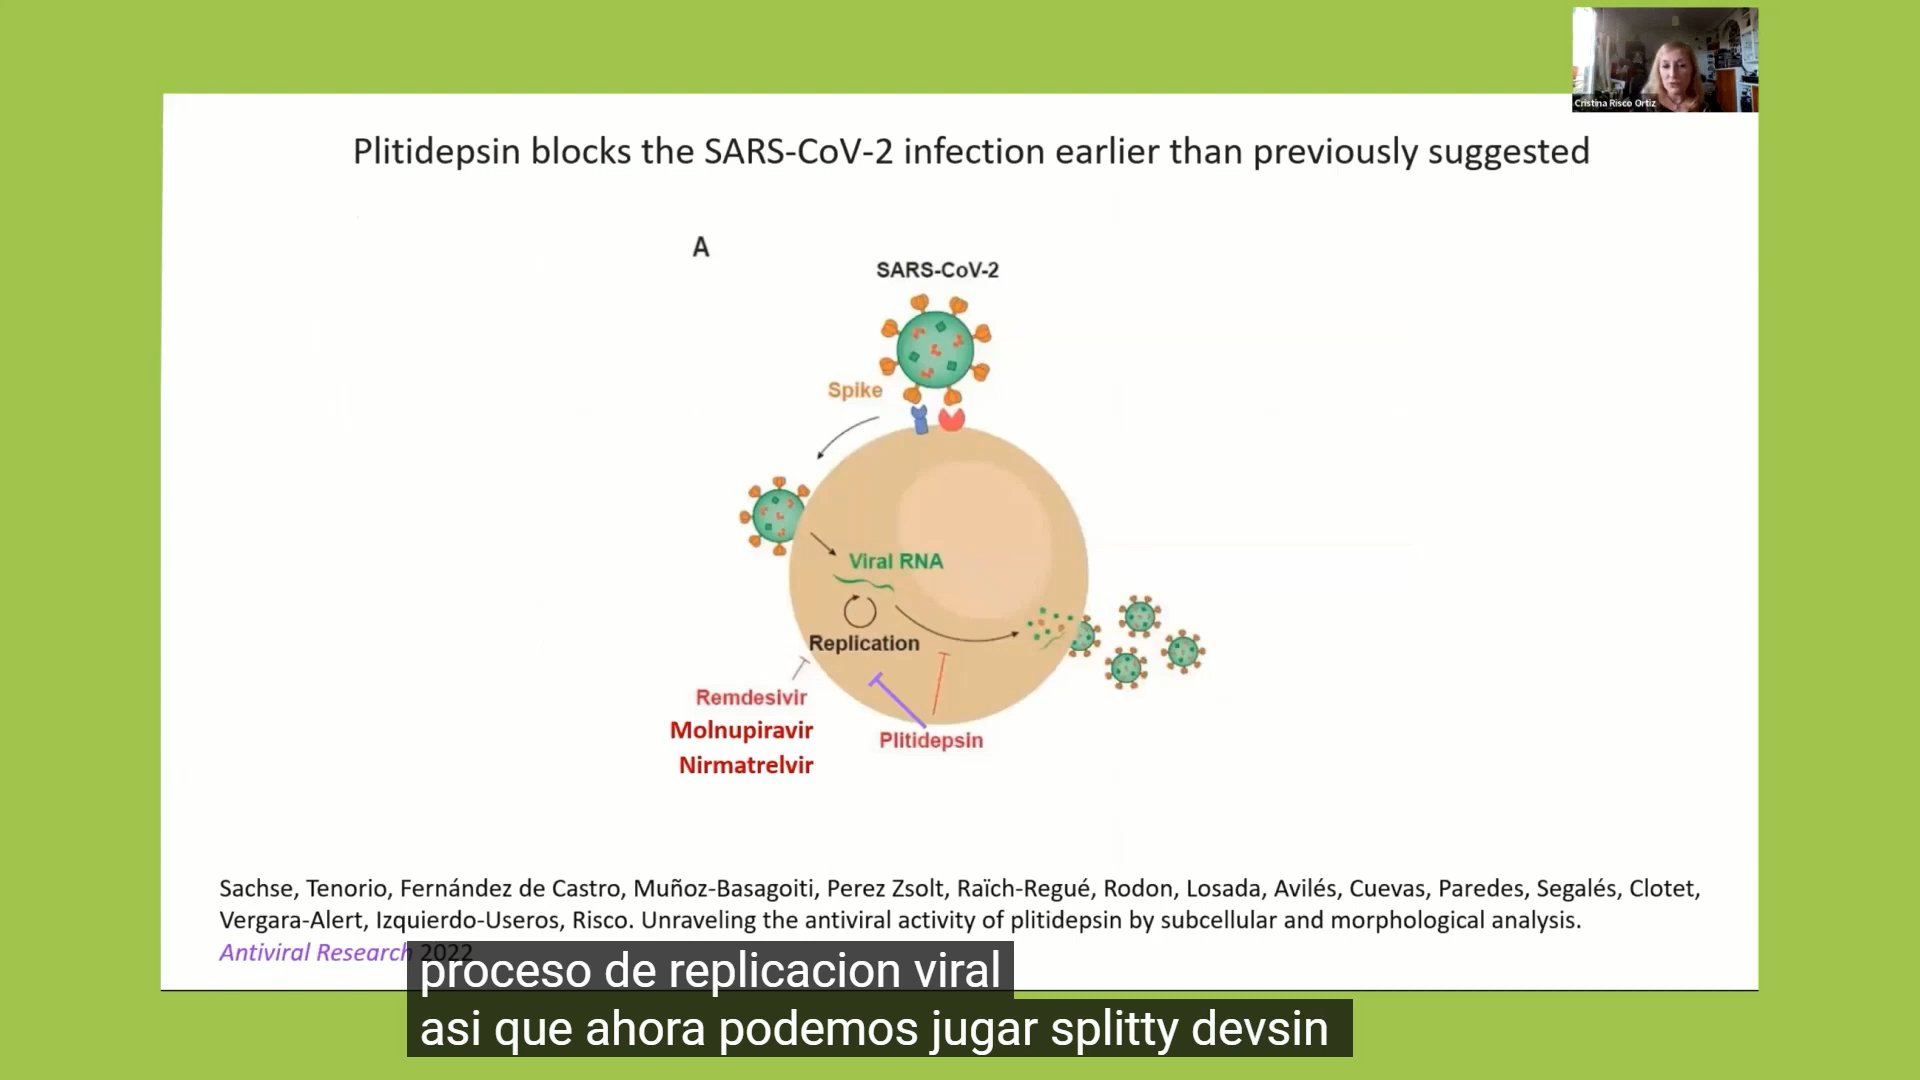 Cristina Risco Ortiz
Plitidepsin blocks the SARS-CoV-2 infection earlier than previously suggested
A
SARS-CoV-2
Spike
Viral RNA
Replication
Remdesivir
Molnupiravir
Nirmatrelvir
Plitidepsin
Sachse, Tenorio, Fernández de Castro, Muñoz-Basagoiti, Perez Zsolt, Raïch-Regué, Rodon, Losada, Avilés, Cuevas, Paredes, Segalés, Clotet,
Vergara-Alert, Izquierdo-Useros, Risco. Unraveling the antiviral activity of plitidepsin by subcellular and morphological analysis.
Antiviral Research 2022
proceso de replicacion viral
asi que ahora podemos jugar splitty devsin